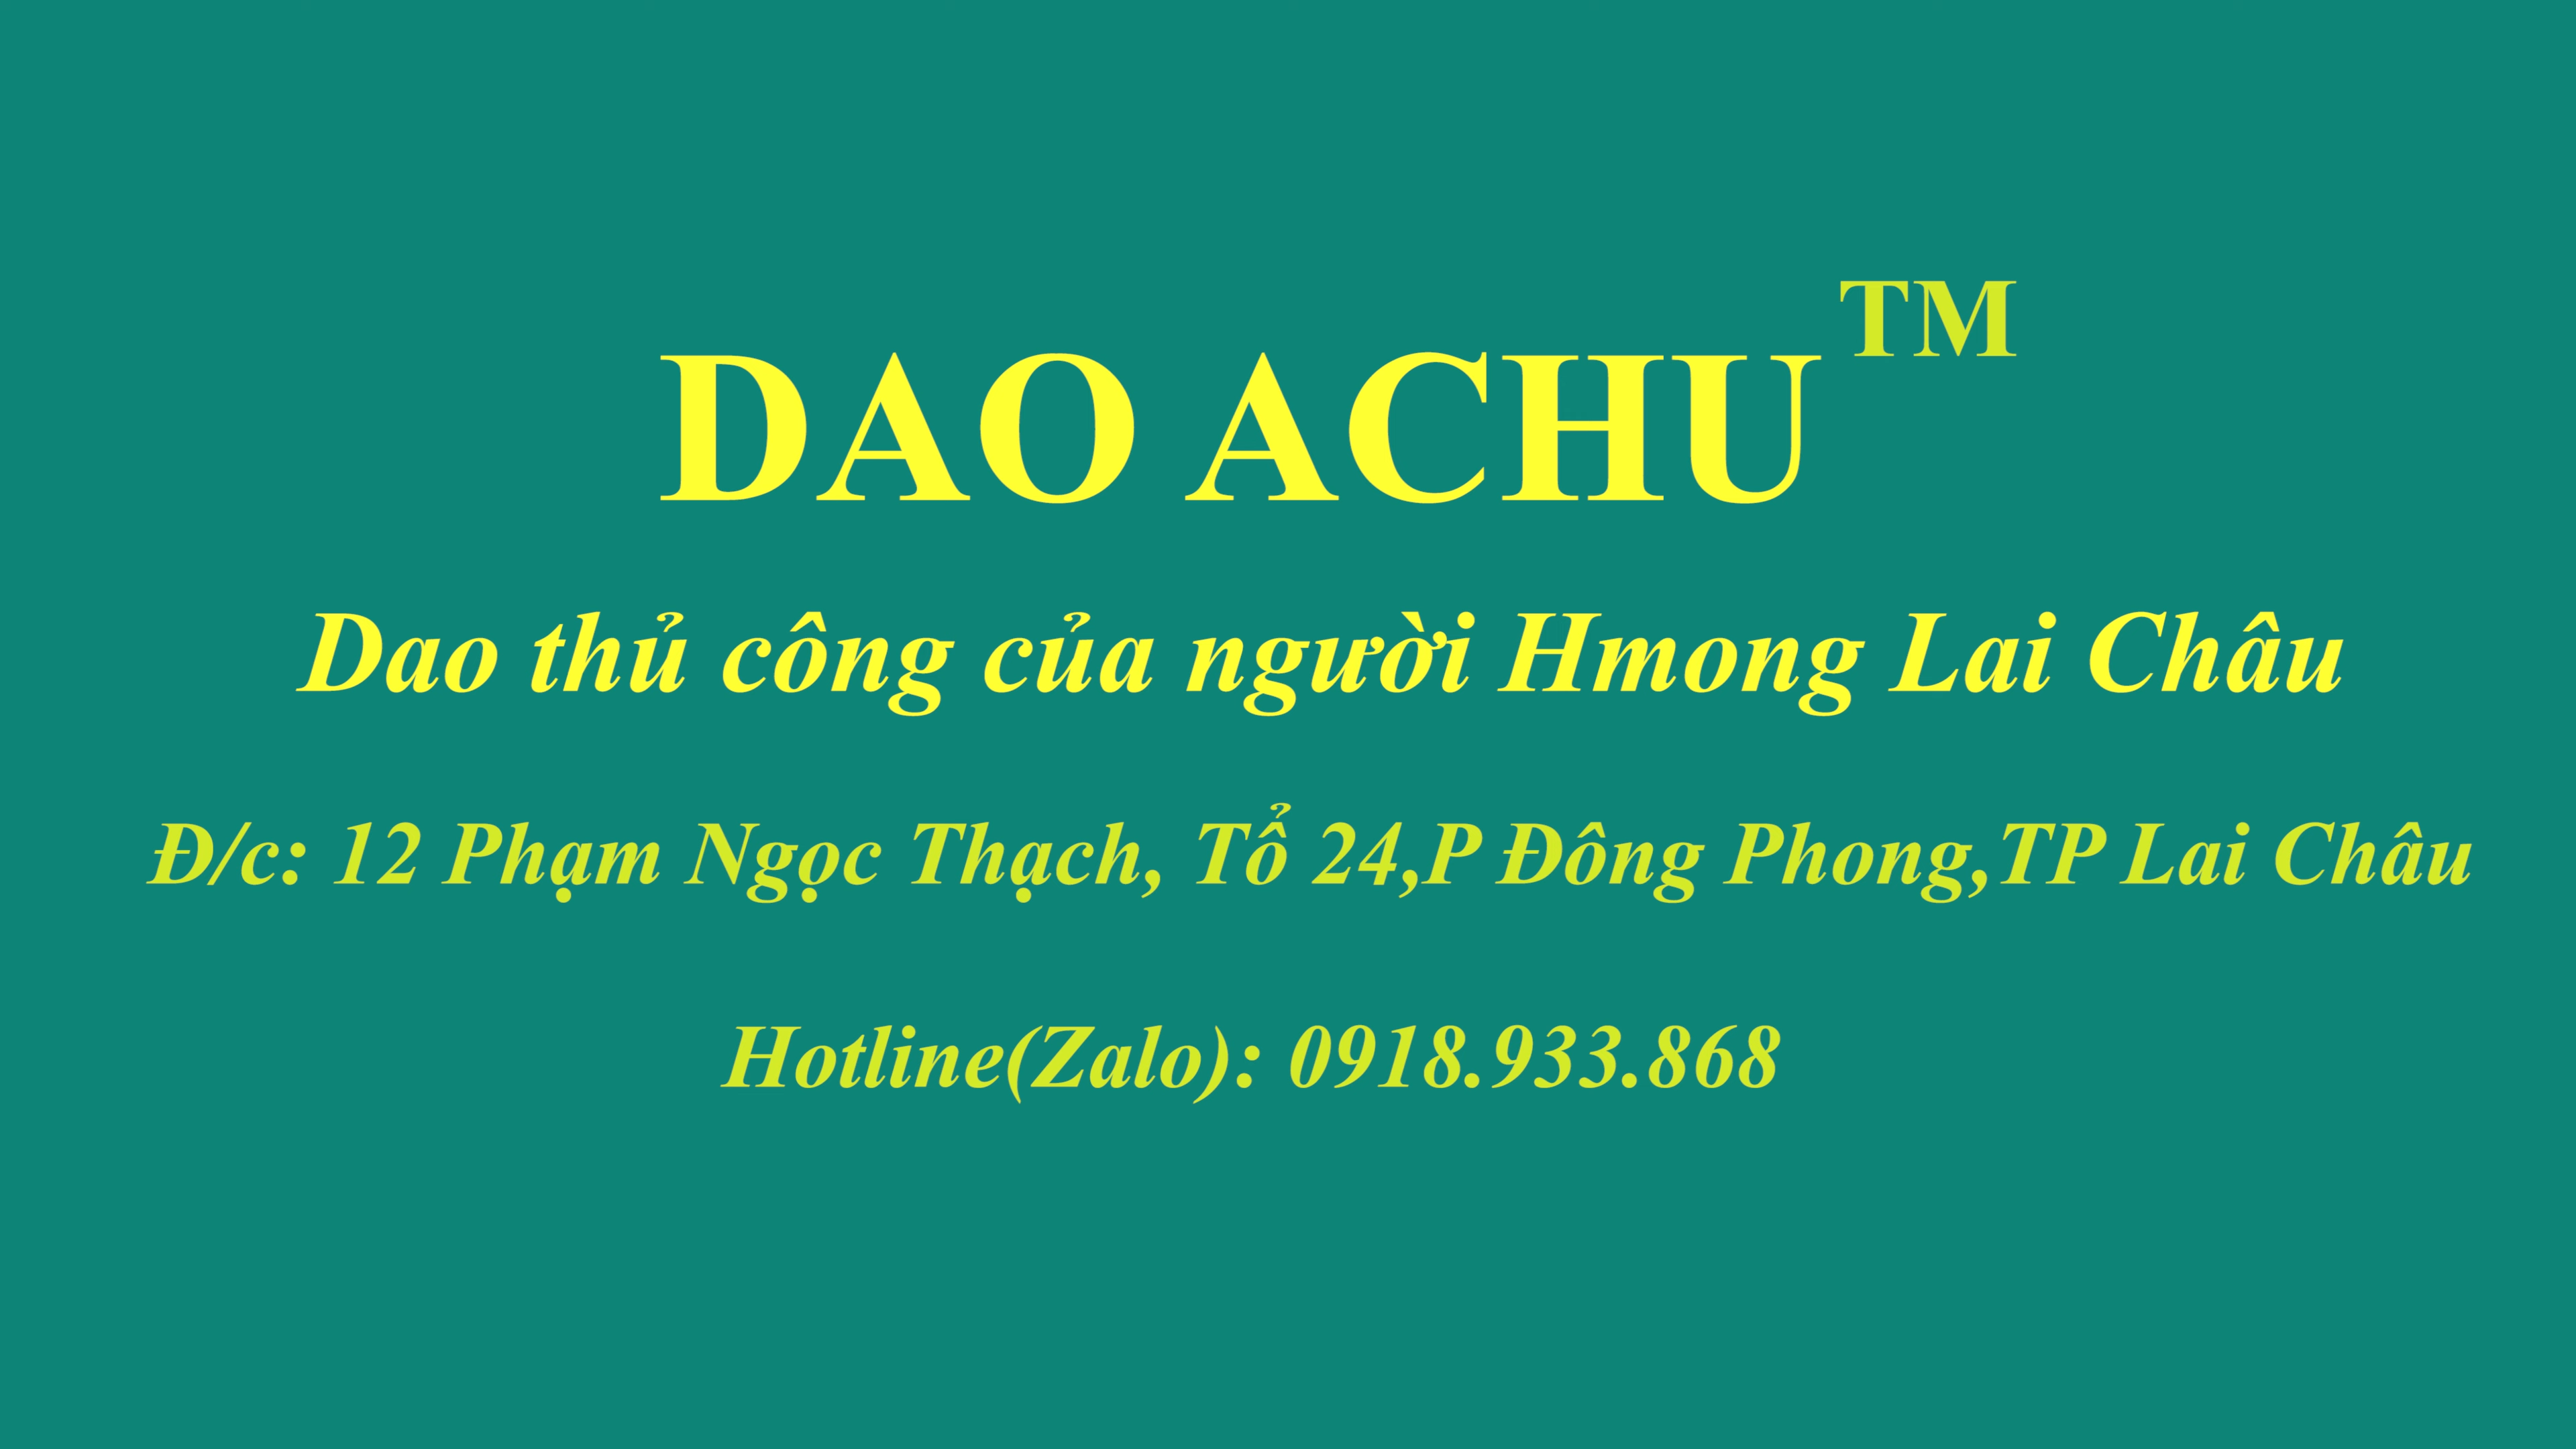 DAO ACHU™
Dao thủ công của người Hmong Lai Châu
Đ/c: 12 Phạm Ngọc Thạch, Tổ 24,P Đông Phong,TP Lai Châu
Hotline(Zalo): 0918.933.868